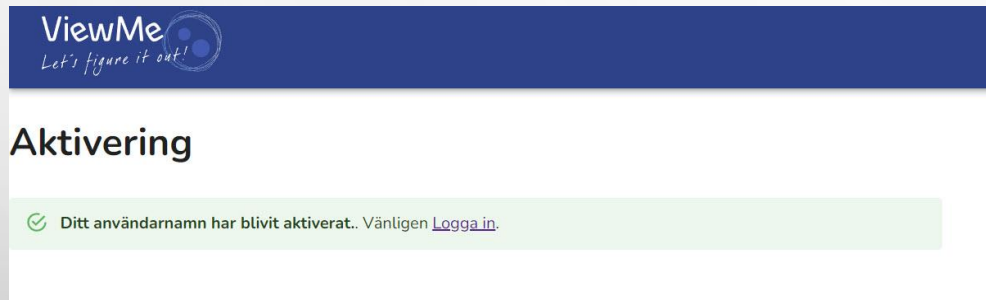 ViewMe
Let's figure it out!
Aktivering
Ditt användarnamn har blivit aktiverat.. Vänligen Logga in.